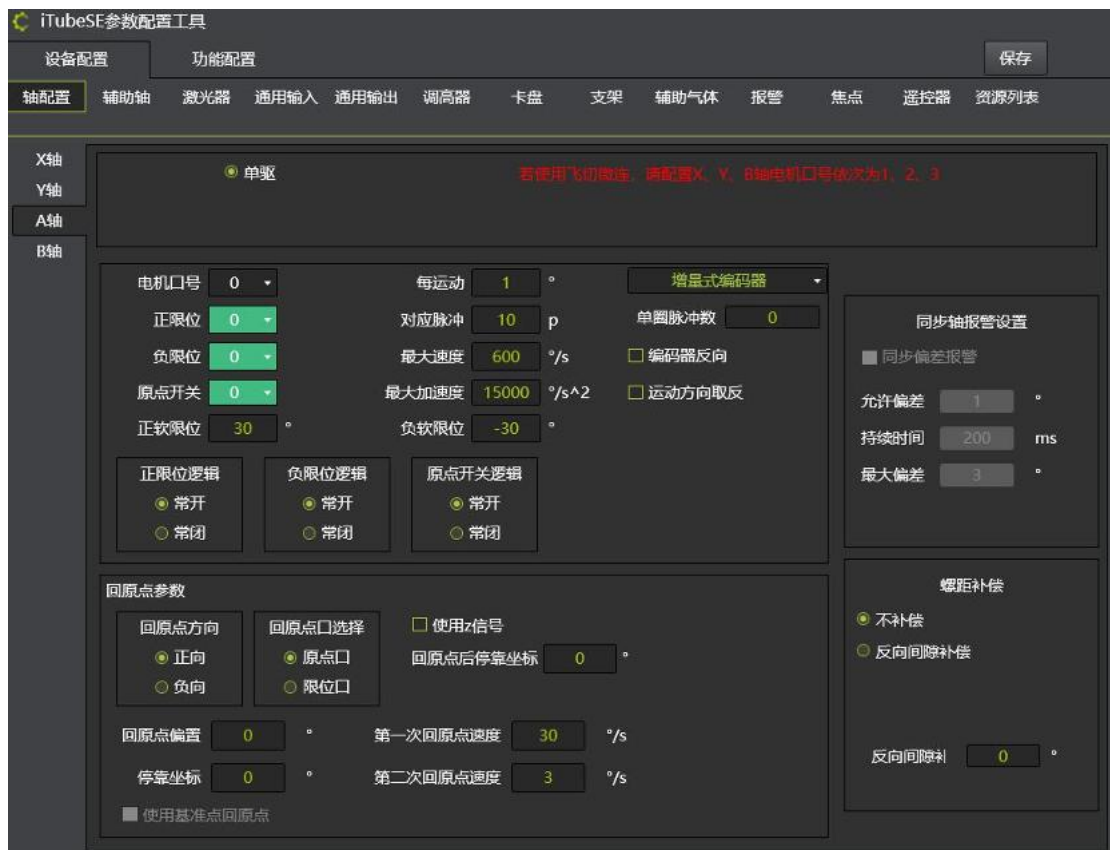 iTubeSE参数配置工具
设备配置 功能配置 保存
轴配置 辅助轴 激光器 通用输入 通用输出 调高器 卡盘 支架 辅助气体 报警 焦点 遥控器 资源列表
X轴
Y轴
A轴
B轴
单驱 若使用飞切微连，请配置X、Y、B轴电机口号依次为1、2、3
电机口号 0 每运动 1 ° 增量式编码器
正限位 0 对应脉冲 10 p 单圈脉冲数 0
负限位 0 最大速度 600 °/s 编码器反向
原点开关 0 最大加速度 15000 °/s^2 运动方向取反
正软限位 30 ° 负软限位 -30 °
正限位逻辑 负限位逻辑 原点开关逻辑
常开 常开 常开
常闭 常闭 常闭
同步轴报警设置
同步偏差报警
允许偏差 1 °
持续时间 200 ms
最大偏差 3 °
回原点参数
回原点方向 回原点口选择 使用z信号
正向 原点口 回原点后停靠坐标 0 °
负向 限位口
回原点偏置 0 ° 第一次回原点速度 30 °/s
停靠坐标 0 ° 第二次回原点速度 3 °/s
使用基准点回原点
螺距补偿
不补偿
反向间隙补偿
反向间隙补 0 °